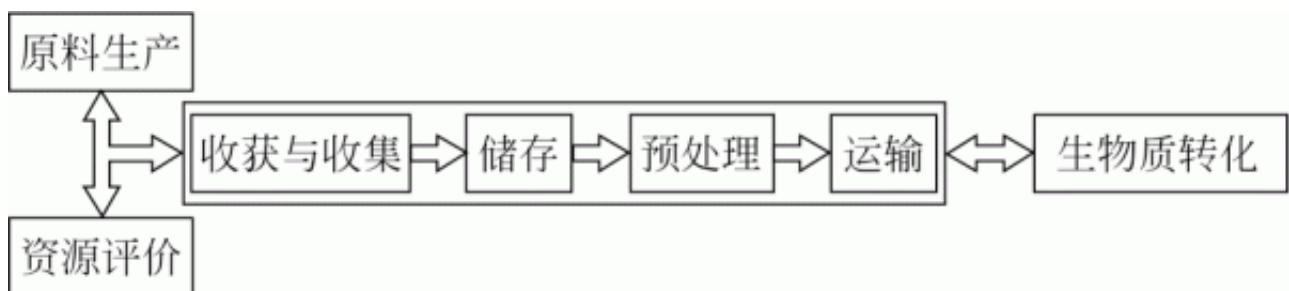 原料生产
收获与收集
储存
预处理
运输
生物质转化
资源评价